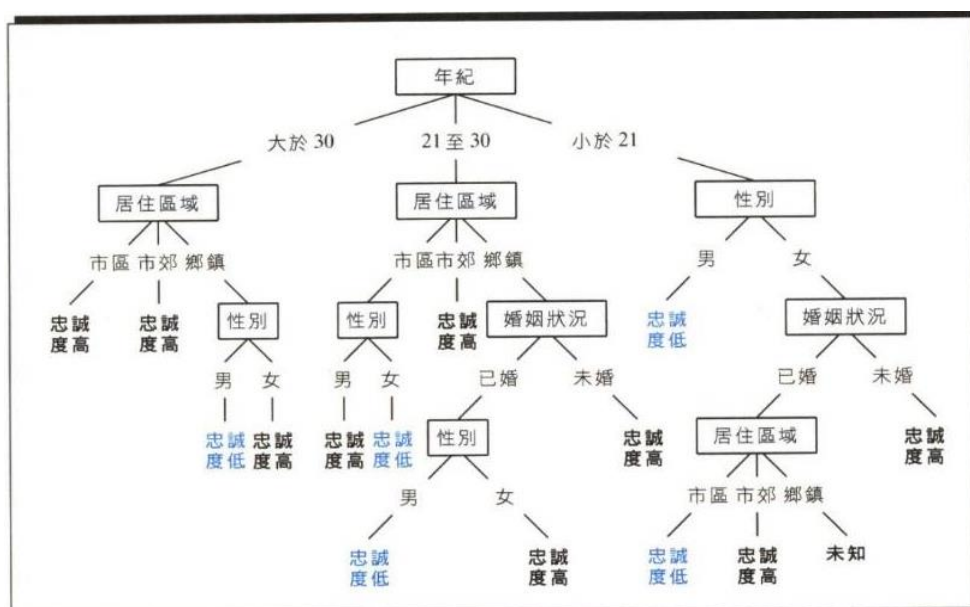 年紀
大於 30 21 至 30 小於 21
居住區域 居住區域 性別
市區 市郊 鄉鎮 市區 市郊 鄉鎮 男 女
忠誠 忠誠 性別 性別 忠誠 婚姻狀況 忠誠 婚姻狀況
度高 度高 度高 度低
男 女 男 女 已婚 未婚 已婚 未婚
忠誠 忠誠 忠誠 忠誠 性別 忠誠 居住區域 忠誠
度低 度高 度高 度低 度高 度高
男 女 市區 市郊 鄉鎮
忠誠 忠誠 忠誠 忠誠 未知
度低 度高 度低 度高